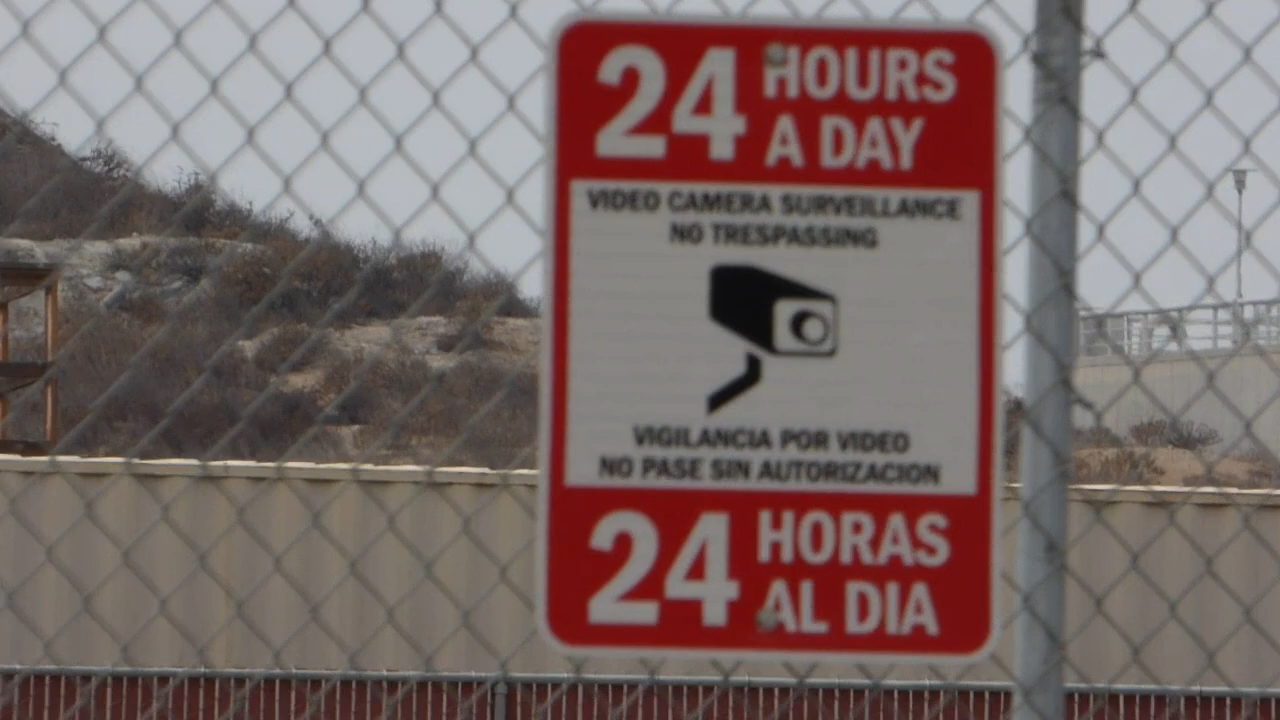 24 HOURS
A DAY
VIDEO CAMERA SURVEILLANCE
NO TRESPASSING
VIGILANCIA POR VIDEO
NO PASE SIN AUTORIZACION
24 HORAS
AL DIA